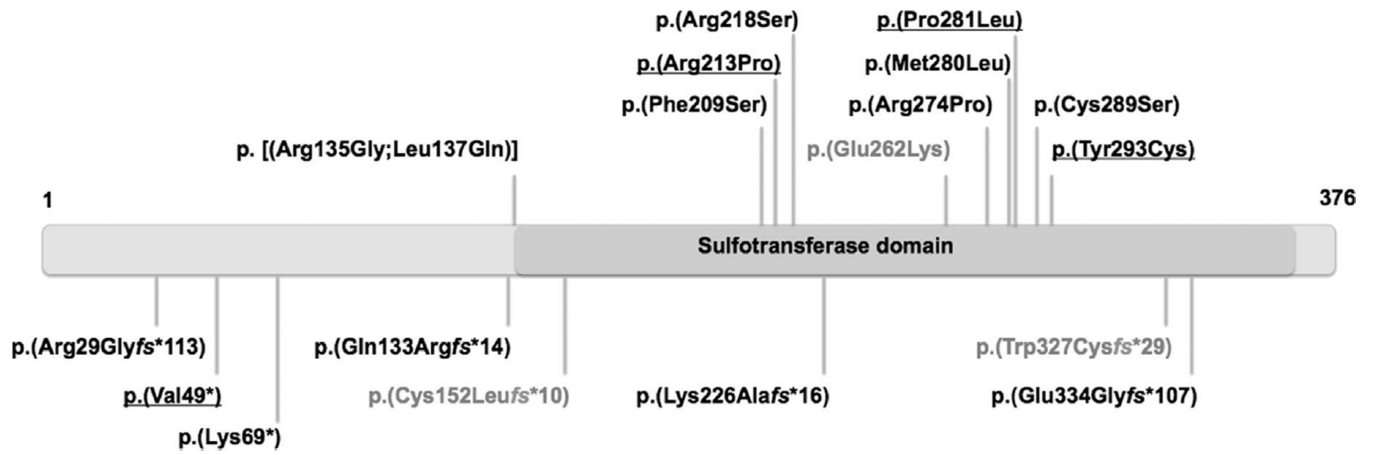 p.(Arg218Ser) p.(Pro281Leu)
p.(Arg213Pro) p.(Met280Leu)
p.(Phe209Ser) p.(Arg274Pro) p.(Cys289Ser)
p. [(Arg135Gly;Leu137Gln)] p.(Glu262Lys) p.(Tyr293Cys)
1 376
Sulfotransferase domain
p.(Arg29Glyfs*113) p.(Gln133Argfs*14) p.(Trp327Cysfs*29)
p.(Val49*) p.(Cys152Leufs*10) p.(Lys226Alafs*16) p.(Glu334Glyfs*107)
p.(Lys69*)